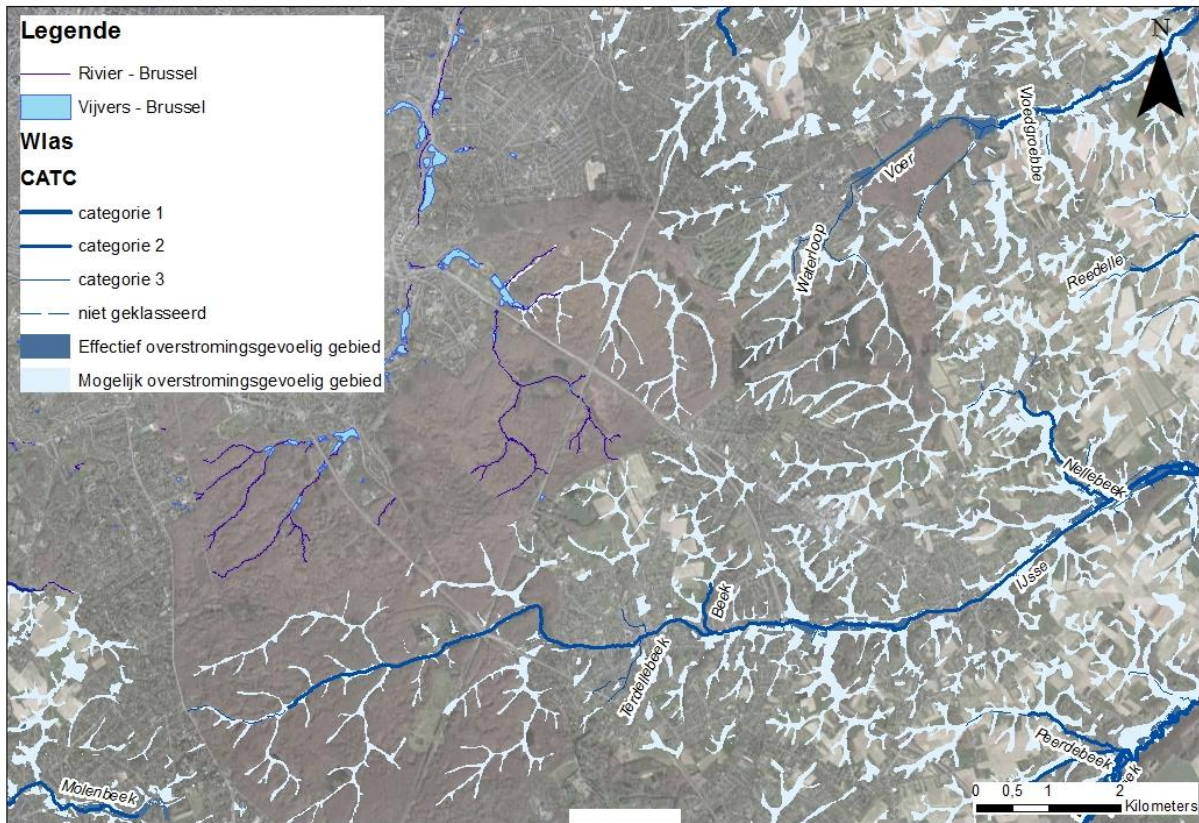 Legende
Rivier - Brussel
Vijvers - Brussel
Wlas
CATC
categorie 1
categorie 2
categorie 3
niet geklasseerd
Effectief overstromingsgevoelig gebied
Mogelijk overstromingsgevoelig gebied
N
Vloedgroebbe
Voer
Waterloop
Reedelle
Nellebeek
IJsse
Beek
Terdellebeek
Peerdebeek
Molenbeek
0 0,5 1 2
Kilometers